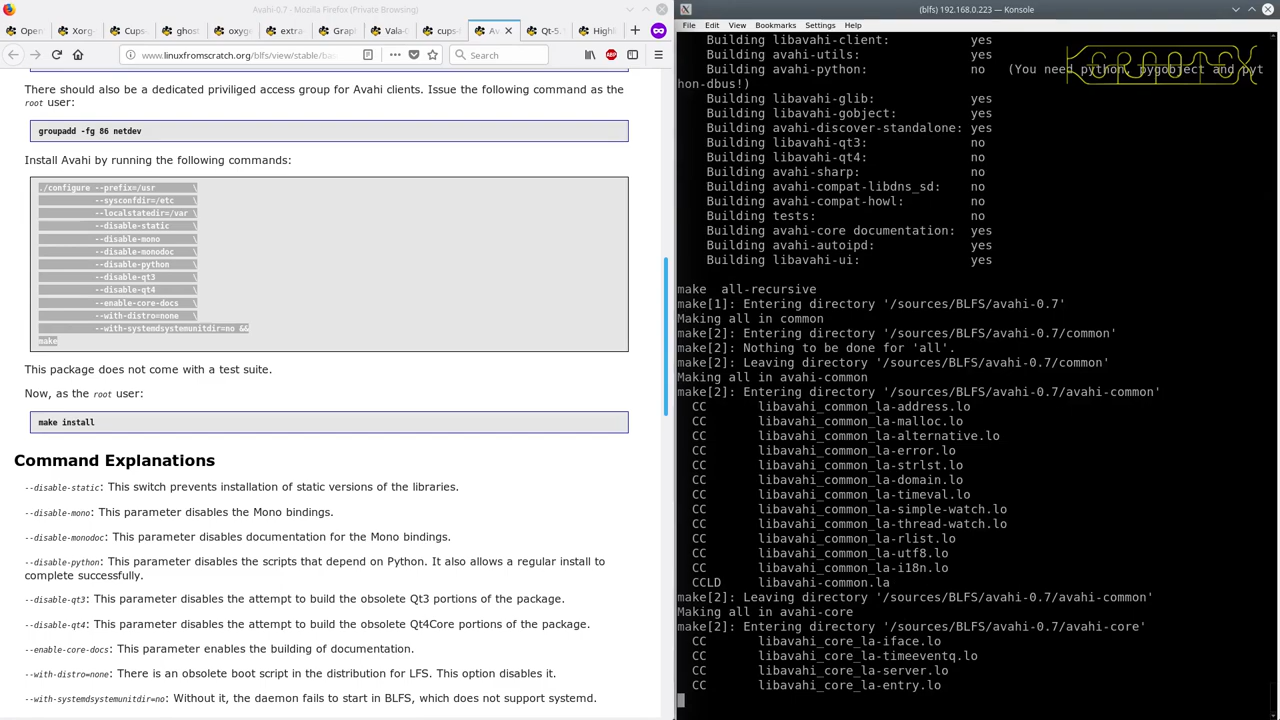 Avahi-0.7 - Mozilla Firefox (Private Browsing)
Open
Xorg
Cups
ghost
oxyg
extra-
Graph
Vala-0
cups-f
Av
Qt-5.
Highl
www.linuxfromscratch.org/blfs/view/stable/bas
There should also be a dedicated priviliged access group for Avahi clients. Issue the following command as the
root user:
groupadd -fg 86 netdev
Install Avahi by running the following commands:
./configure --prefix=/usr \
--sysconfdir=/etc \
--localstatedir=/var \
--disable-static \
--disable-mono \
--disable-monodoc \
--disable-python \
--disable-qt3 \
--disable-qt4 \
--enable-core-docs \
--with-distro=none \
--with-systemdsystemunitdir=no &&
make
This package does not come with a test suite.
Now, as the root user:
make install
Command Explanations
--disable-static: This switch prevents installation of static versions of the libraries.
--disable-mono: This parameter disables the Mono bindings.
--disable-monodoc: This parameter disables documentation for the Mono bindings.
--disable-python: This parameter disables the scripts that depend on Python. It also allows a regular install to
complete successfully.
--disable-qt3: This parameter disables the attempt to build the obsolete Qt3 portions of the package.
--disable-qt4: This parameter disables the attempt to build the obsolete Qt4Core portions of the package.
--enable-core-docs: This parameter enables the building of documentation.
--with-distro=none: There is an obsolete boot script in the distribution for LFS. This option disables it.
--with-systemdsystemunitdir=no: Without it, the daemon fails to start in BLFS, which does not support systemd.
(blfs) 192.168.0.223 — Konsole
File Edit View Bookmarks Settings Help
Building libavahi-client: yes
Building avahi-utils: yes
Building avahi-python: no (You need python, pygobject and pyt
hon-dbus!)
Building libavahi-glib: yes
Building libavahi-gobject: yes
Building avahi-discover-standalone: yes
Building libavahi-qt3: no
Building libavahi-qt4: no
Building avahi-sharp: no
Building avahi-compat-libdns_sd: no
Building avahi-compat-howl: no
Building tests: no
Building avahi-core documentation: yes
Building avahi-autoipd: yes
Building libavahi-ui: yes
make all-recursive
make[1]: Entering directory '/sources/BLFS/avahi-0.7'
Making all in common
make[2]: Entering directory '/sources/BLFS/avahi-0.7/common'
make[2]: Nothing to be done for 'all'.
make[2]: Leaving directory '/sources/BLFS/avahi-0.7/common'
Making all in avahi-common
make[2]: Entering directory '/sources/BLFS/avahi-0.7/avahi-common'
CC libavahi_common_la-address.lo
CC libavahi_common_la-malloc.lo
CC libavahi_common_la-alternative.lo
CC libavahi_common_la-error.lo
CC libavahi_common_la-strlst.lo
CC libavahi_common_la-domain.lo
CC libavahi_common_la-timeval.lo
CC libavahi_common_la-simple-watch.lo
CC libavahi_common_la-thread-watch.lo
CC libavahi_common_la-rlist.lo
CC libavahi_common_la-utf8.lo
CC libavahi_common_la-i18n.lo
CCLD libavahi-common.la
make[2]: Leaving directory '/sources/BLFS/avahi-0.7/avahi-common'
Making all in avahi-core
make[2]: Entering directory '/sources/BLFS/avahi-0.7/avahi-core'
CC libavahi_core_la-iface.lo
CC libavahi_core_la-timeeventq.lo
CC libavahi_core_la-server.lo
CC libavahi_core_la-entry.lo